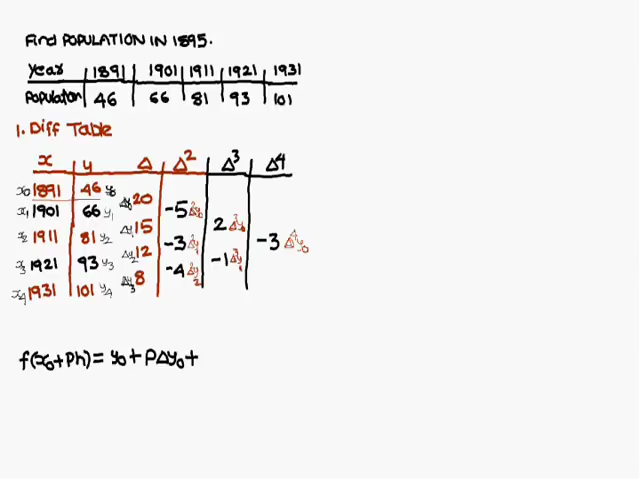 Find POPULATION IN 1895.
year 1891 1901 1911 1921 1931
Population 46 66 81 93 101
1. Diff Table
x y Δ Δ² Δ³ Δ4
x₀ 1891 46 y₀
Δy₀ 20
x₁ 1901 66 y₁ -5 Δ²y₀
Δy₁ 15 2 Δ³y₀
x₂ 1911 81 y₂ -3 Δ²y₁ -3 Δ⁴y₀
Δy₂ 12 -1 Δ³y₁
x₃ 1921 93 y₃ -4 Δ²y₂
Δy₃ 8
x₄ 1931 101 y₄
f(x₀+Ph) = y₀ + PΔy₀ +